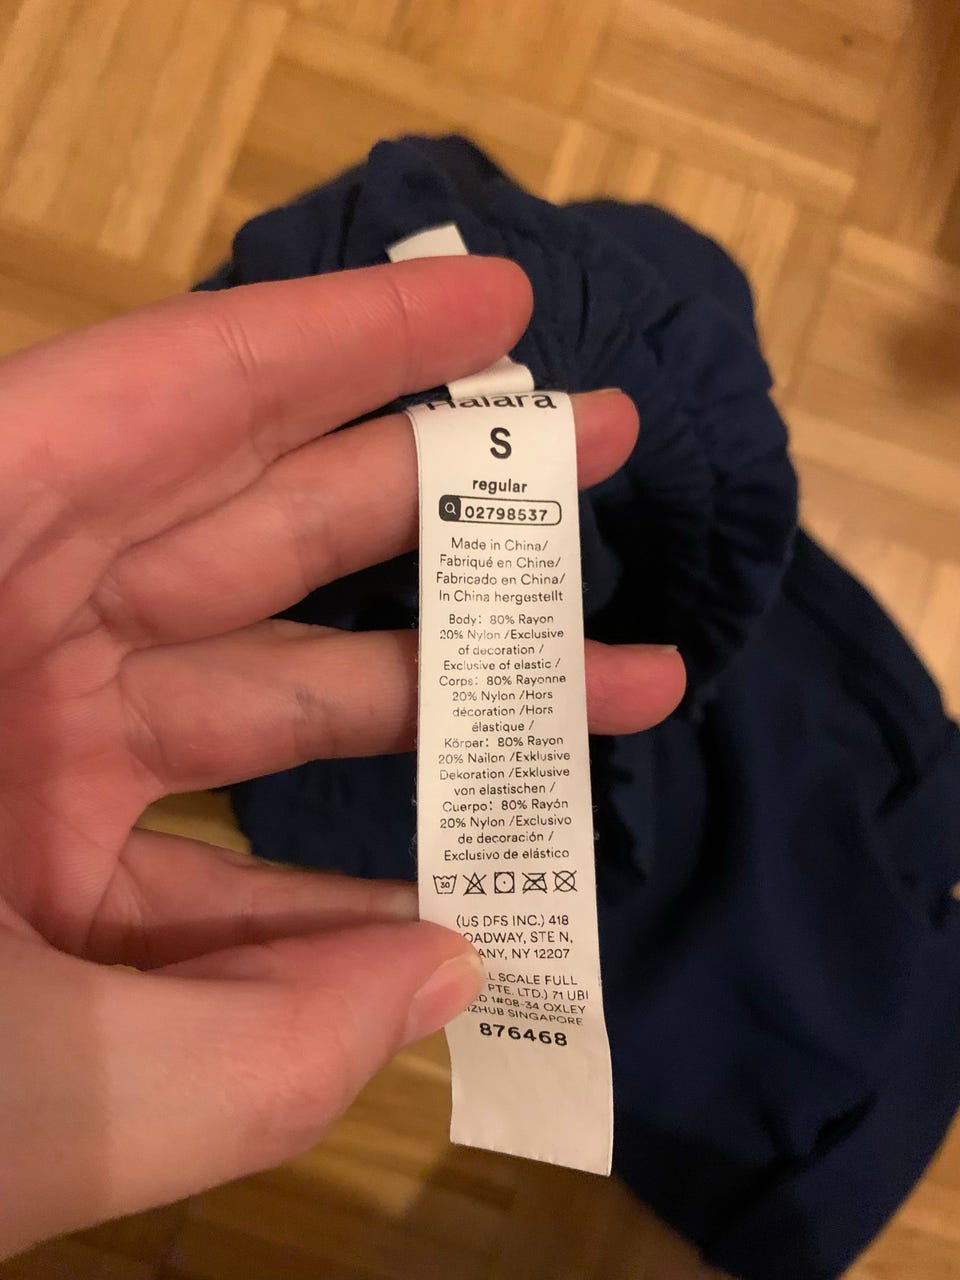 Halara
S
regular
02798537
Made in China/
Fabriqué en Chine/
Fabricado en China/
In China hergestellt
Body: 80% Rayon
20% Nylon /Exclusive
of decoration /
Exclusive of elastic /
Corps: 80% Rayonne
20% Nylon /Hors
décoration /Hors
élastique /
Körper: 80% Rayon
20% Nailon /Exklusive
Dekoration /Exklusive
von elastischen /
Cuerpo: 80% Rayón
20% Nylon /Exclusivo
de decoración /
Exclusivo de elástico
30
(US DFS INC.) 418
OADWAY, STE N,
ANY, NY 12207
L SCALE FULL
PTE. LTD.) 71 UBI
D 1#08-34 OXLEY
IZHUB SINGAPORE
876468